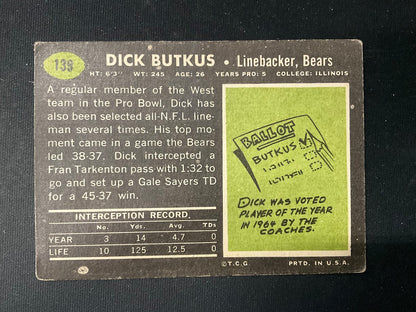 139
DICK BUTKUS • Linebacker, Bears
HT: 6'3" WT: 245 AGE: 26 YEARS PRO: 5 COLLEGE: ILLINOIS
A regular member of the West
team in the Pro Bowl, Dick has
also been selected all-N.F.L. line-
man several times. His top mo-
ment came in a game the Bears
led 38-37. Dick intercepted a
Fran Tarkenton pass with 1:32 to
go and set up a Gale Sayers TD
for a 45-37 win.
INTERCEPTION RECORD
No. Yds. Avg. TDs
YEAR 3 14 4.7 0
LIFE 10 125 12.5 0
BALLOT
BUTKUS
DICK WAS VOTED
PLAYER OF THE YEAR
IN 1964 BY THE
COACHES.
©T.C.G. PRTD. IN U.S.A.